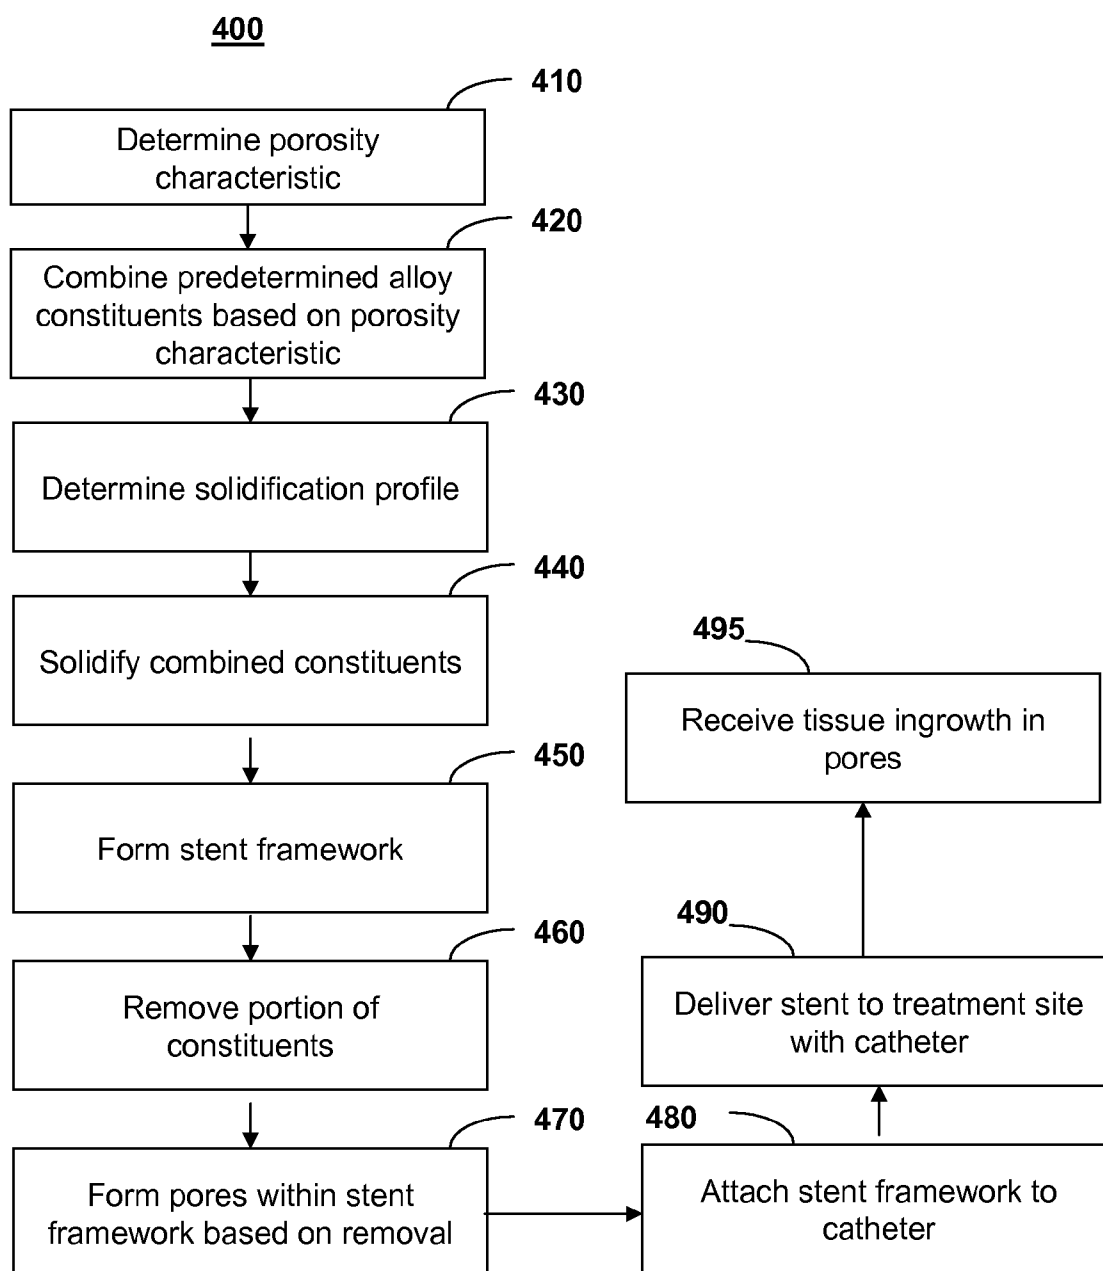 400
410
Determine porosity
characteristic
420
Combine predetermined alloy
constituents based on porosity
characteristic
430
Determine solidification profile
440
Solidify combined constituents
450
Form stent framework
460
Remove portion of
constituents
470
Form pores within stent
framework based on removal
480
Attach stent framework to
catheter
490
Deliver stent to treatment site
with catheter
495
Receive tissue ingrowth in
pores